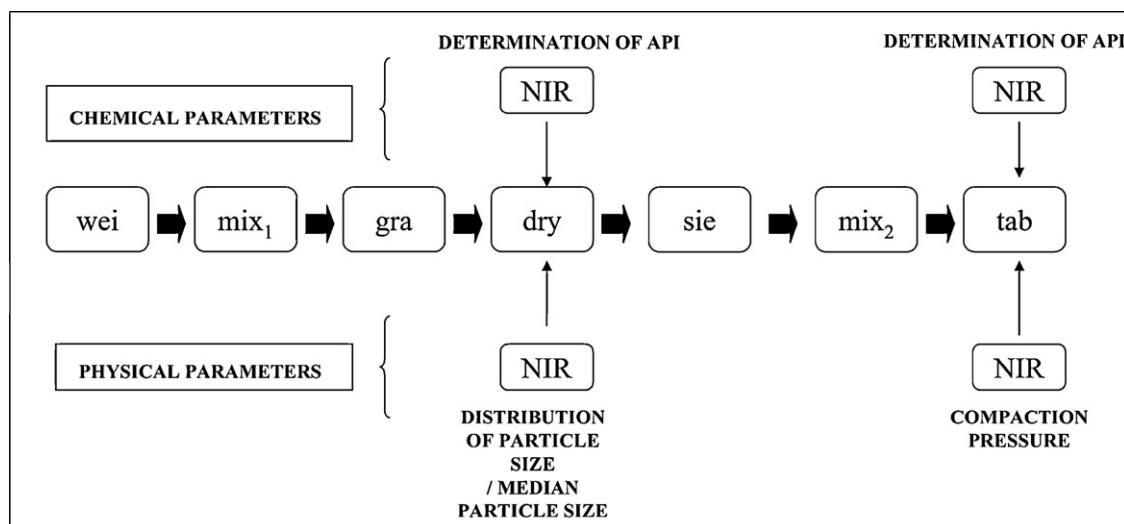 DETERMINATION OF API
DETERMINATION OF API
NIR
NIR
CHEMICAL PARAMETERS
wei
mix₁
gra
dry
sie
mix₂
tab
PHYSICAL PARAMETERS
NIR
NIR
DISTRIBUTION
OF PARTICLE
SIZE
/ MEDIAN
PARTICLE SIZE
COMPACTION
PRESSURE